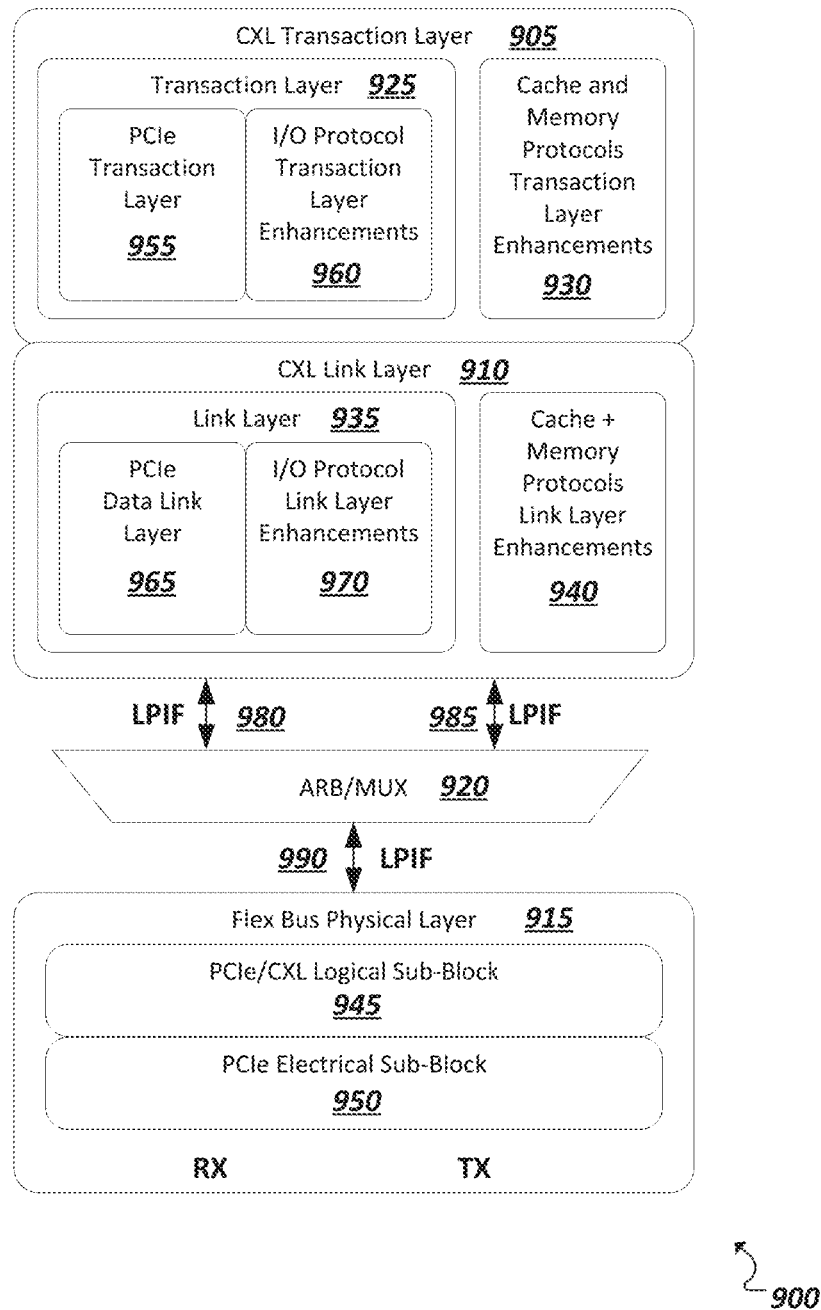 CXL Transaction Layer 905
Transaction Layer 925
PCIe
Transaction
Layer
955
I/O Protocol
Transaction
Layer
Enhancements
960
Cache and
Memory
Protocols
Transaction
Layer
Enhancements
930
CXL Link Layer 910
Link Layer 935
PCIe
Data Link
Layer
965
I/O Protocol
Link Layer
Enhancements
970
Cache +
Memory
Protocols
Link Layer
Enhancements
940
LPIF 980
985 LPIF
ARB/MUX 920
990 LPIF
Flex Bus Physical Layer 915
PCIe/CXL Logical Sub-Block
945
PCIe Electrical Sub-Block
950
RX TX
900